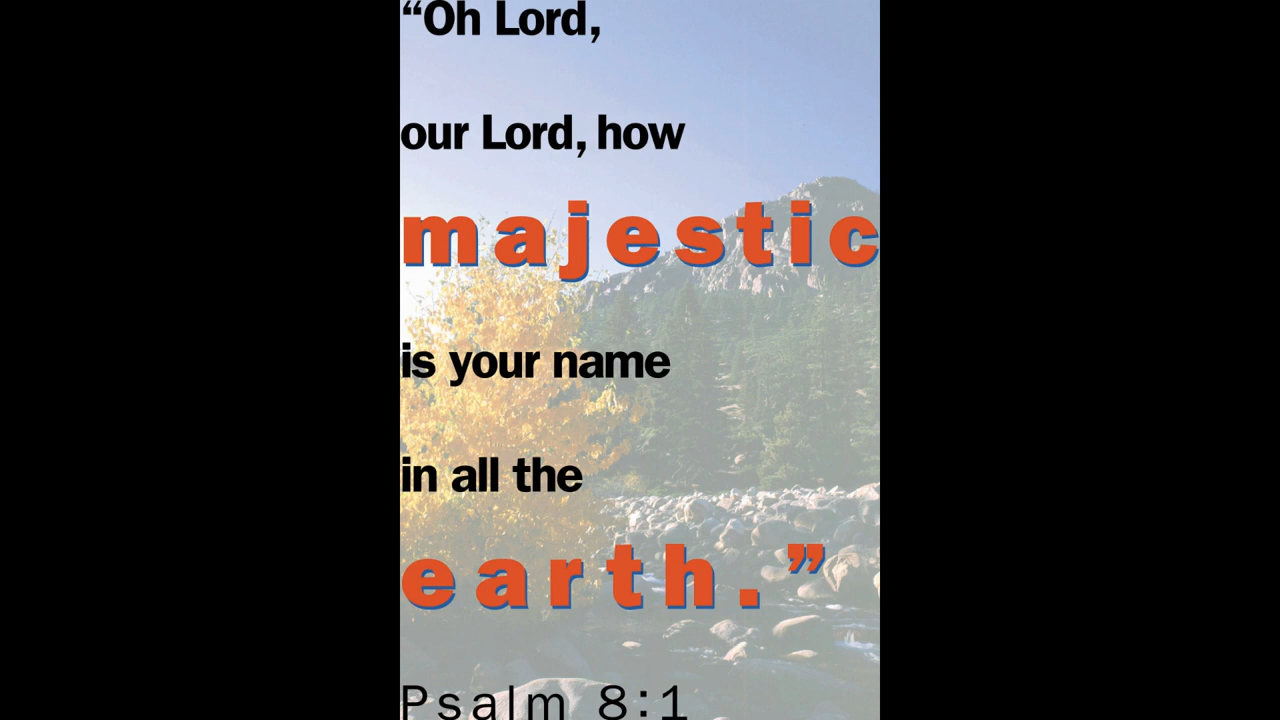 “Oh Lord,
our Lord, how
majestic
is your name
in all the
earth.”
Psalm 8:1